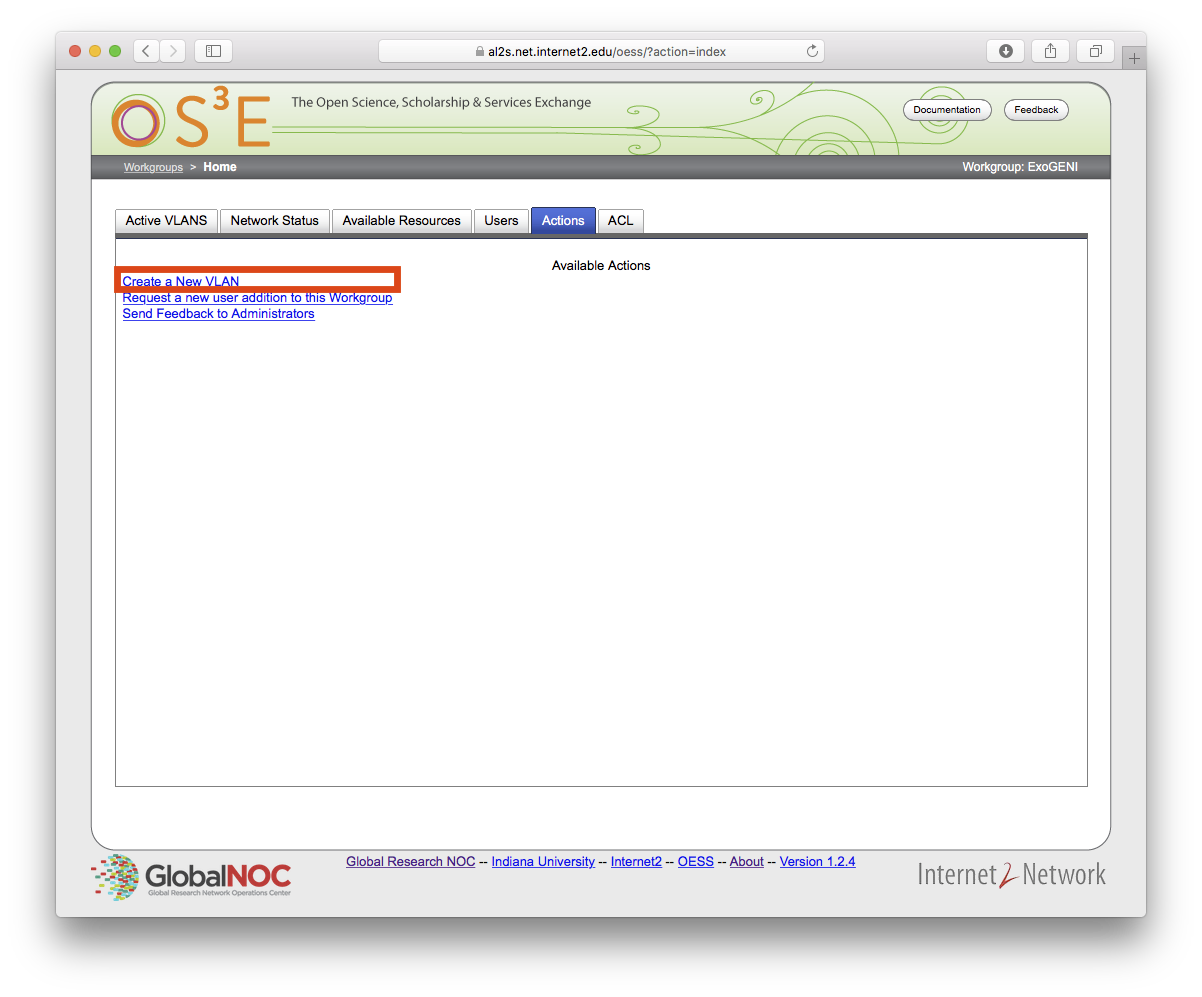 al2s.net.internet2.edu/oess/?action=index
OS3E
The Open Science, Scholarship & Services Exchange
Documentation
Feedback
Workgroups > Home
Workgroup: ExoGENI
Active VLANS
Network Status
Available Resources
Users
Actions
ACL
Available Actions
Create a New VLAN
Request a new user addition to this Workgroup
Send Feedback to Administrators
GlobalNOC
Global Research Network Operations Center
Global Research NOC -- Indiana University -- Internet2 -- OESS -- About -- Version 1.2.4
Internet2 Network